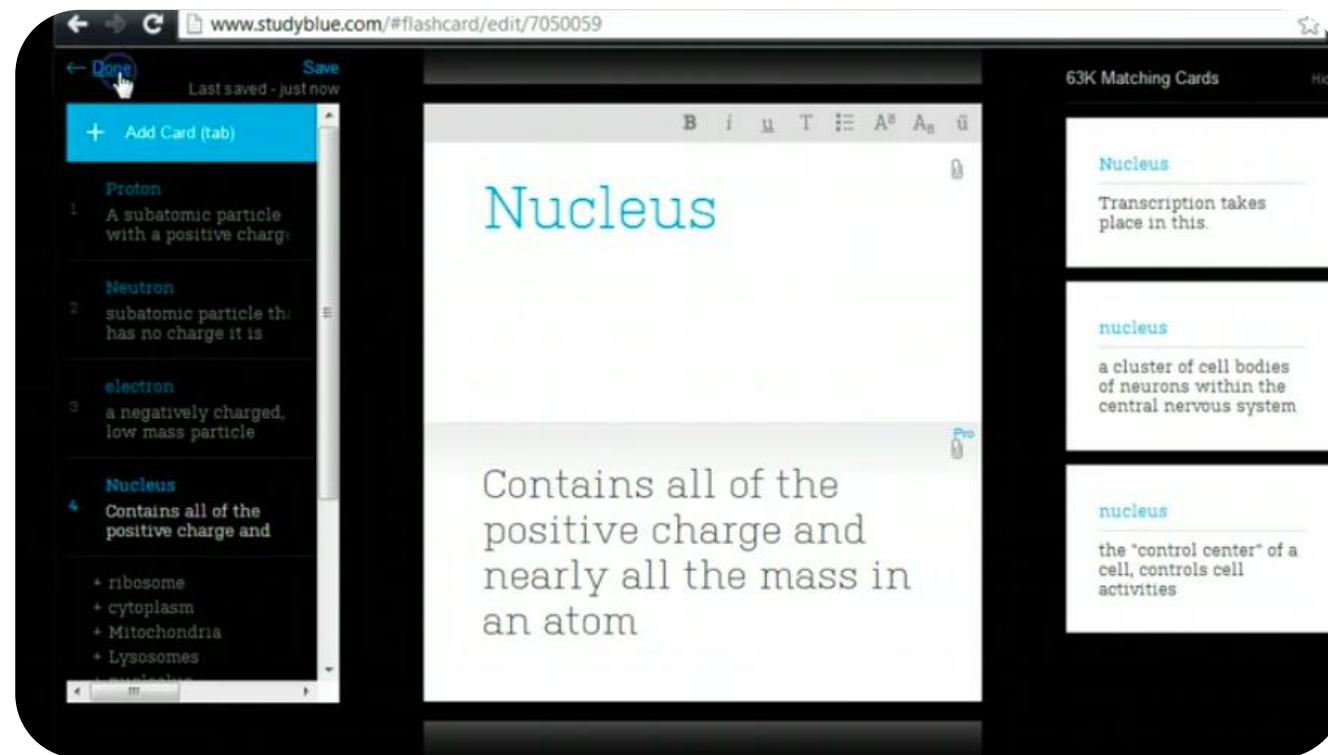 www.studyblue.com/#flashcard/edit/7050059
← Done
Save
Last saved - just now
+ Add Card (tab)
1
Proton
A subatomic particle
with a positive charg
2
Neutron
subatomic particle th
has no charge it is
3
electron
a negatively charged,
low mass particle
4
Nucleus
Contains all of the
positive charge and
+ ribosome
+ cytoplasm
+ Mitochondria
+ Lysosomes
B i u T Aᵃ Aₐ ű
Nucleus
Pro
Contains all of the
positive charge and
nearly all the mass in
an atom
63K Matching Cards
Nucleus
Transcription takes
place in this.
nucleus
a cluster of cell bodies
of neurons within the
central nervous system
nucleus
the "control center" of a
cell, controls cell
activities